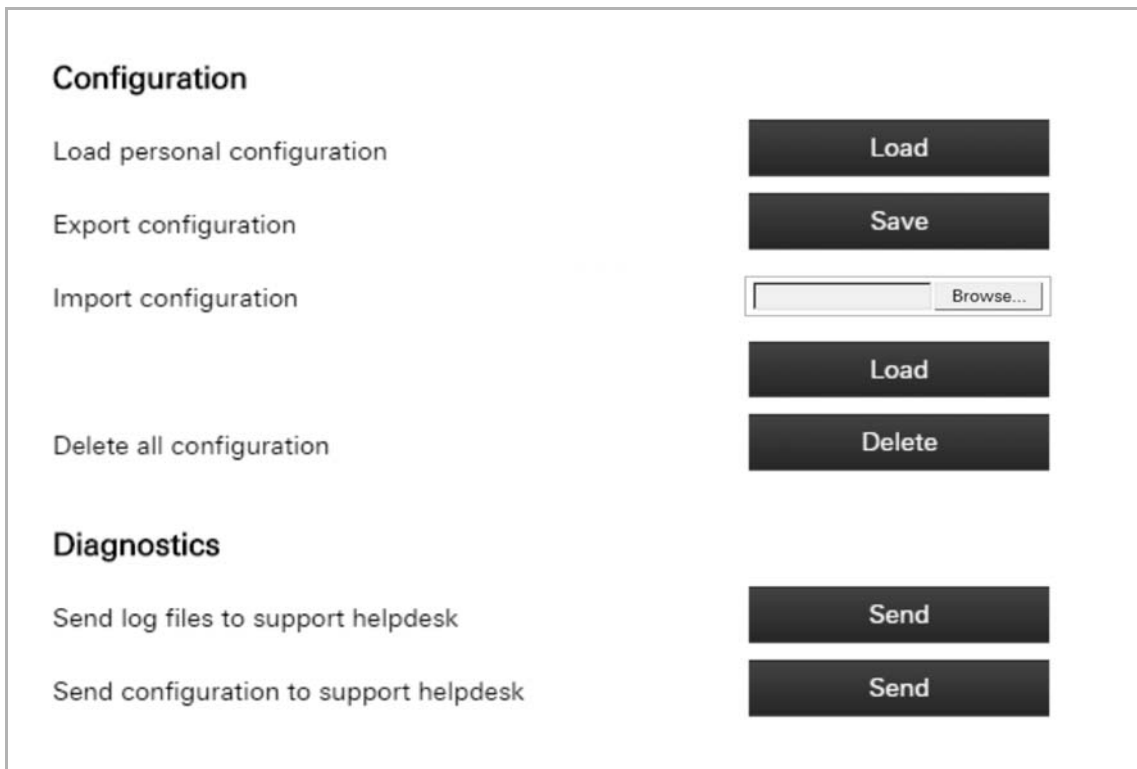 Configuration
Load personal configuration Load
Export configuration Save
Import configuration Browse...
Load
Delete all configuration Delete
Diagnostics
Send log files to support helpdesk Send
Send configuration to support helpdesk Send